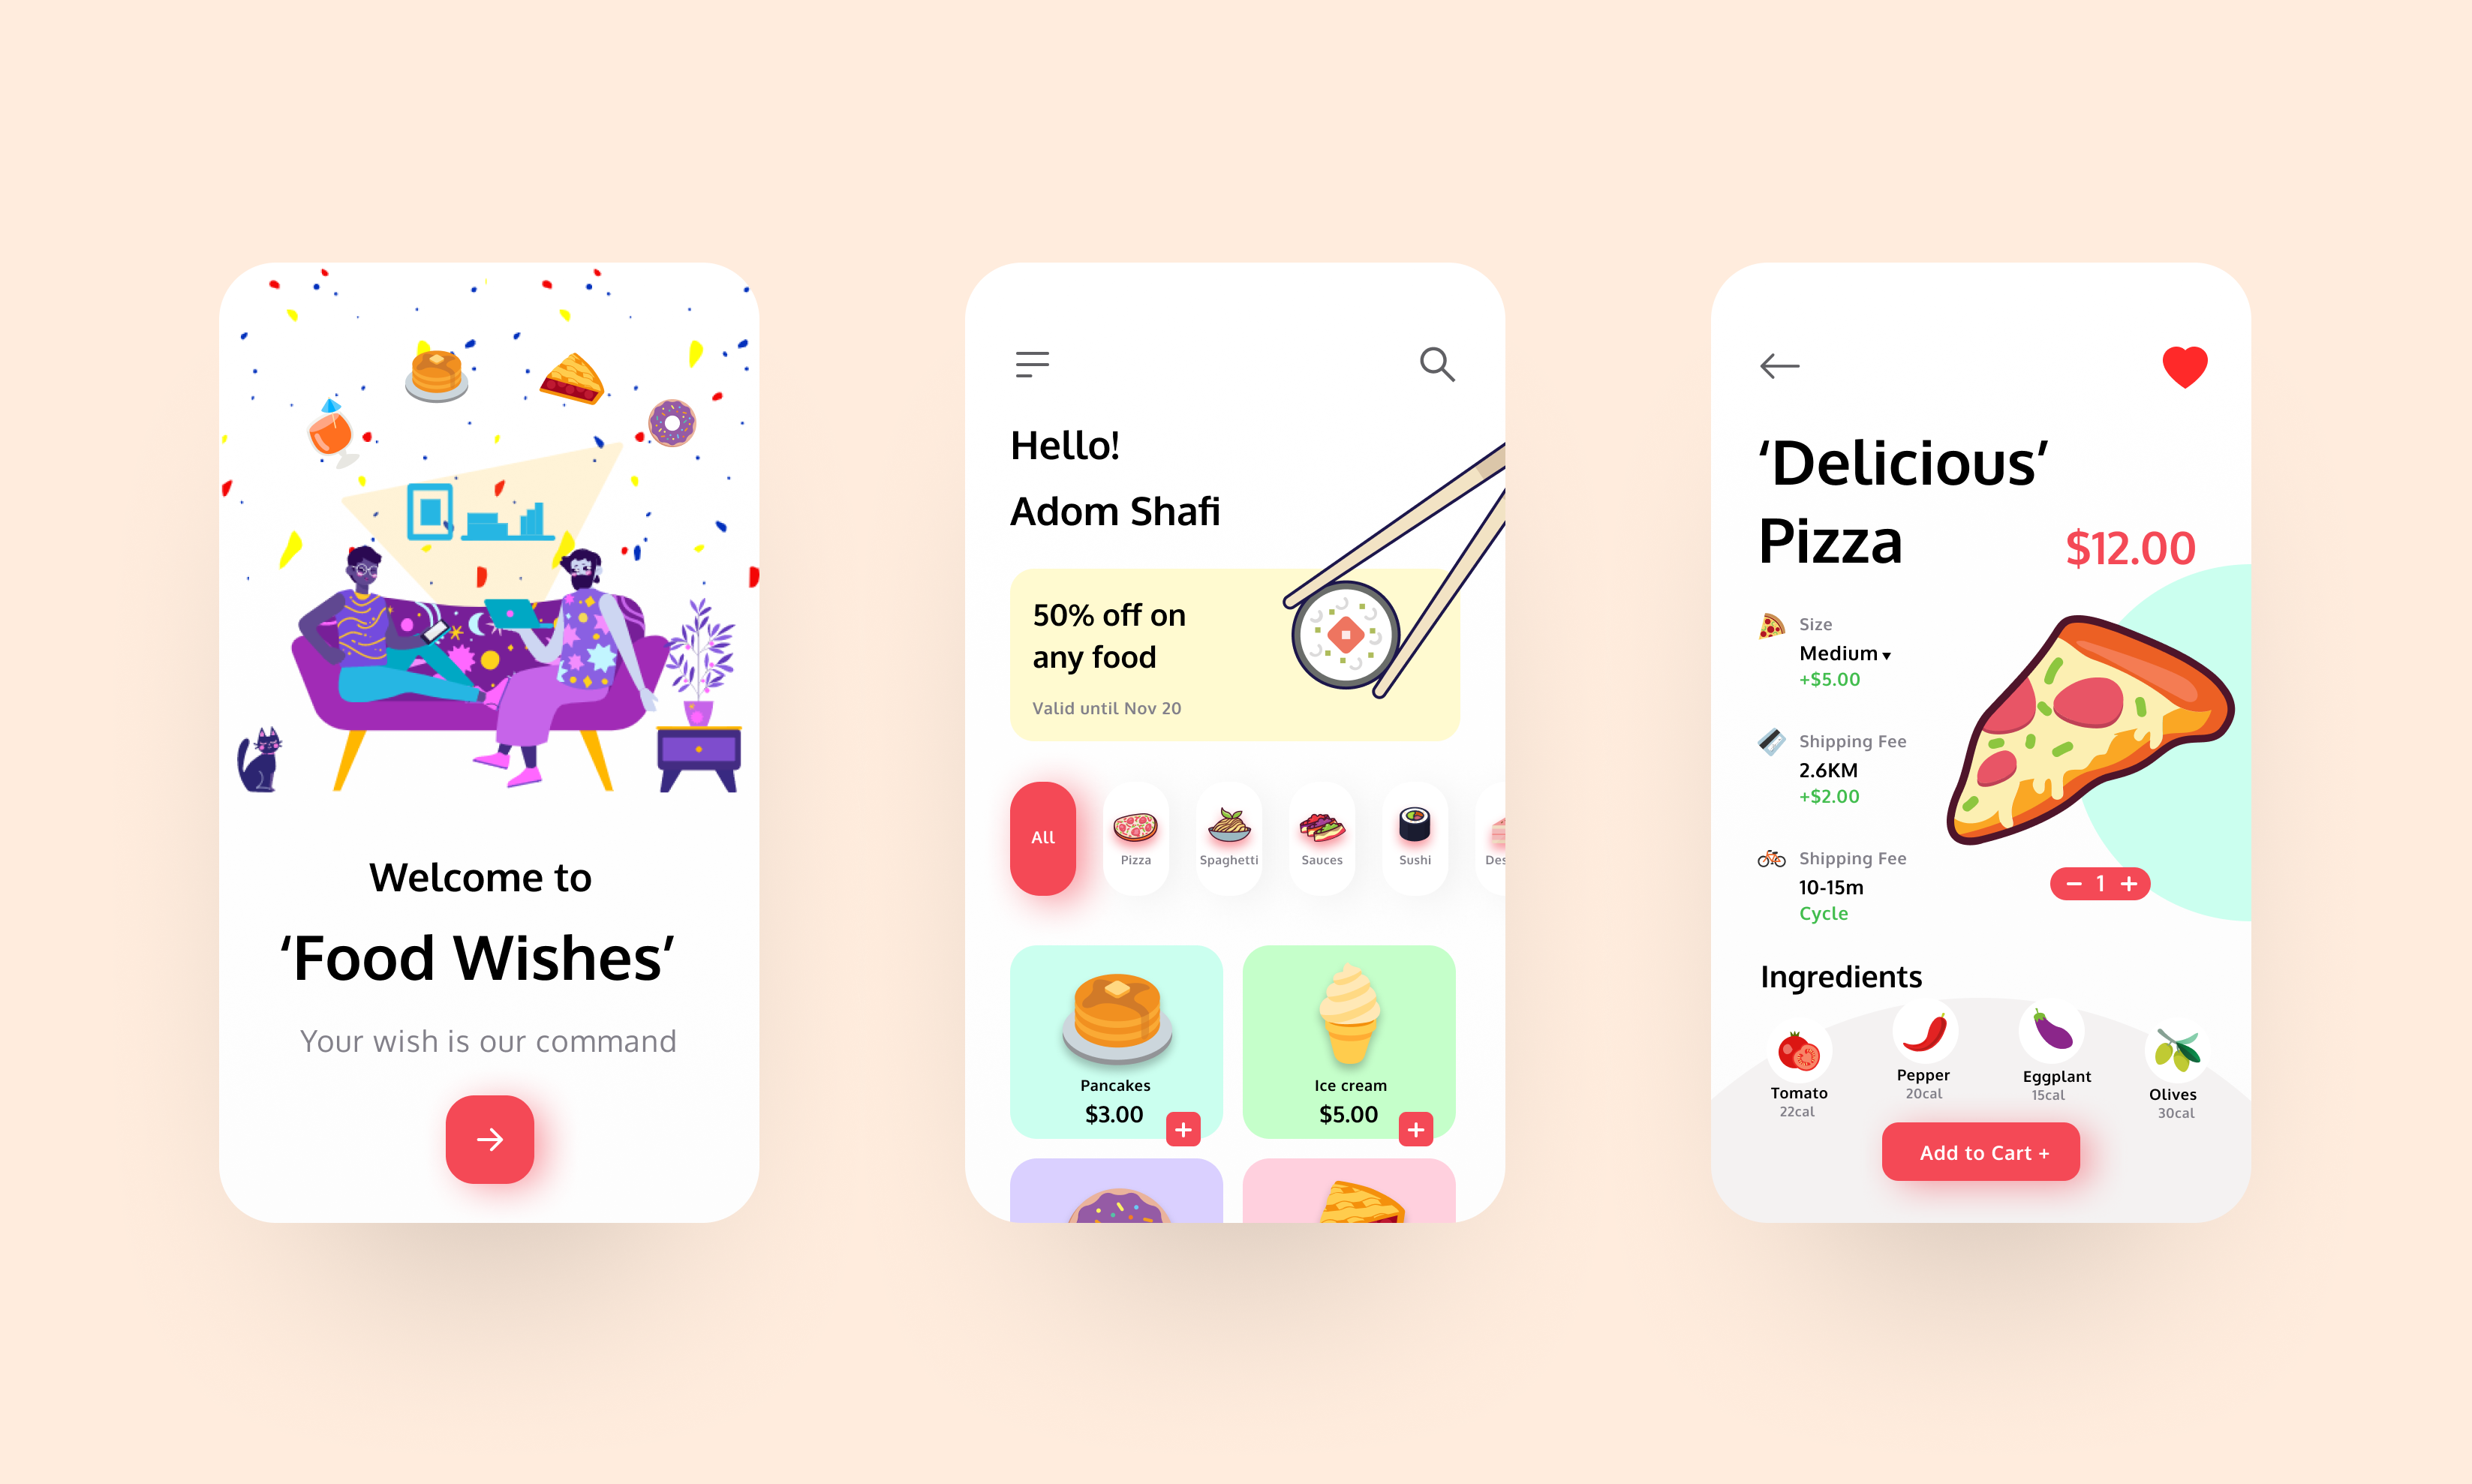 Welcome to
‘Food Wishes’
Your wish is our command
Hello!
Adom Shafi
50% off on
any food
Valid until Nov 20
All
Pizza
Spaghetti
Sauces
Sushi
Des
Pancakes
$3.00
Ice cream
$5.00
‘Delicious’
Pizza
$12.00
Size
Medium
+$5.00
Shipping Fee
2.6KM
+$2.00
Shipping Fee
10-15m
Cycle
− 1 +
Ingredients
Tomato
22cal
Pepper
20cal
Eggplant
15cal
Olives
30cal
Add to Cart +